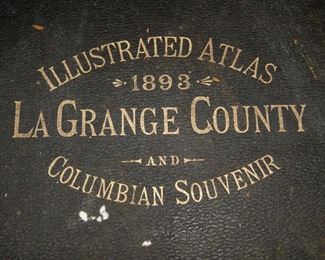 ILLUSTRATED ATLAS
1893
LA GRANGE COUNTY
AND
COLUMBIAN SOUVENIR